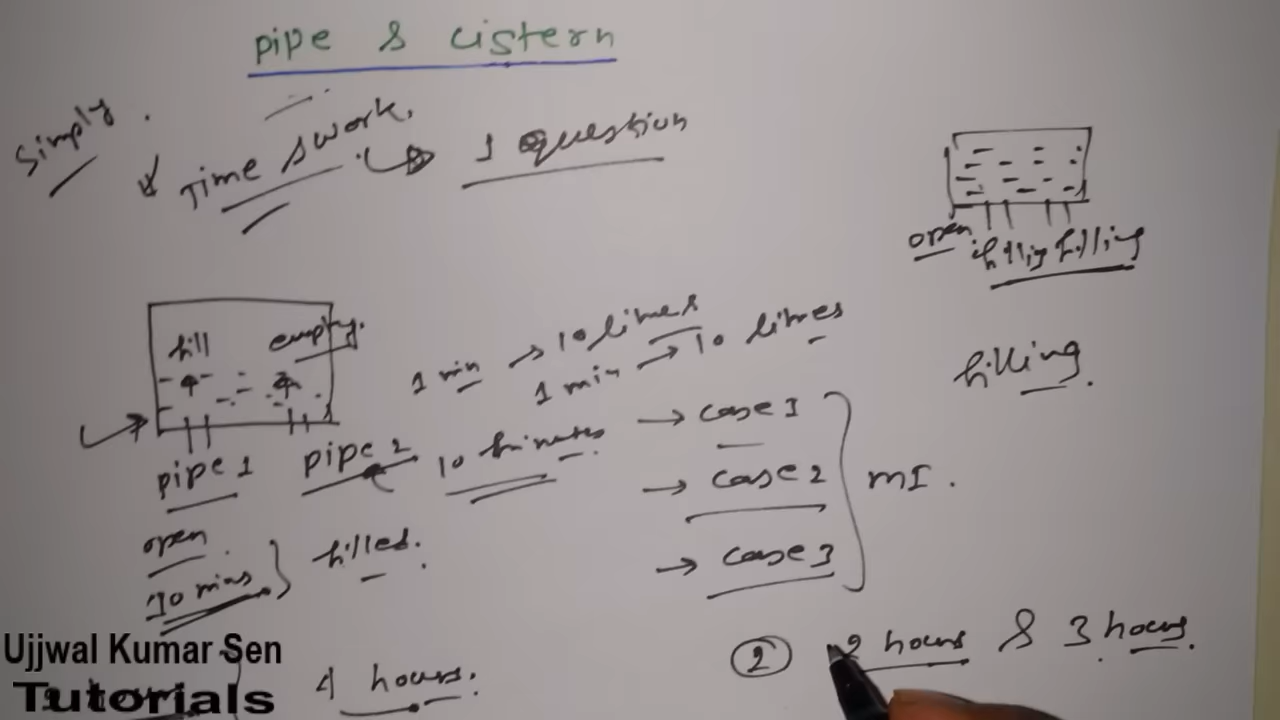 pipe & cistern
Simply.
Time & work.
1 question
open filling filling
fill empty.
1 min → 10 litres
1 min → 10 litres
filling.
→ case 1
pipe 1 pipe 2 10 minutes
→ case 2
mI.
open
10 mins
filled.
→ case 3
② 2 hours & 3 hours.
4 hours.
Ujjwal Kumar Sen
Tutorials